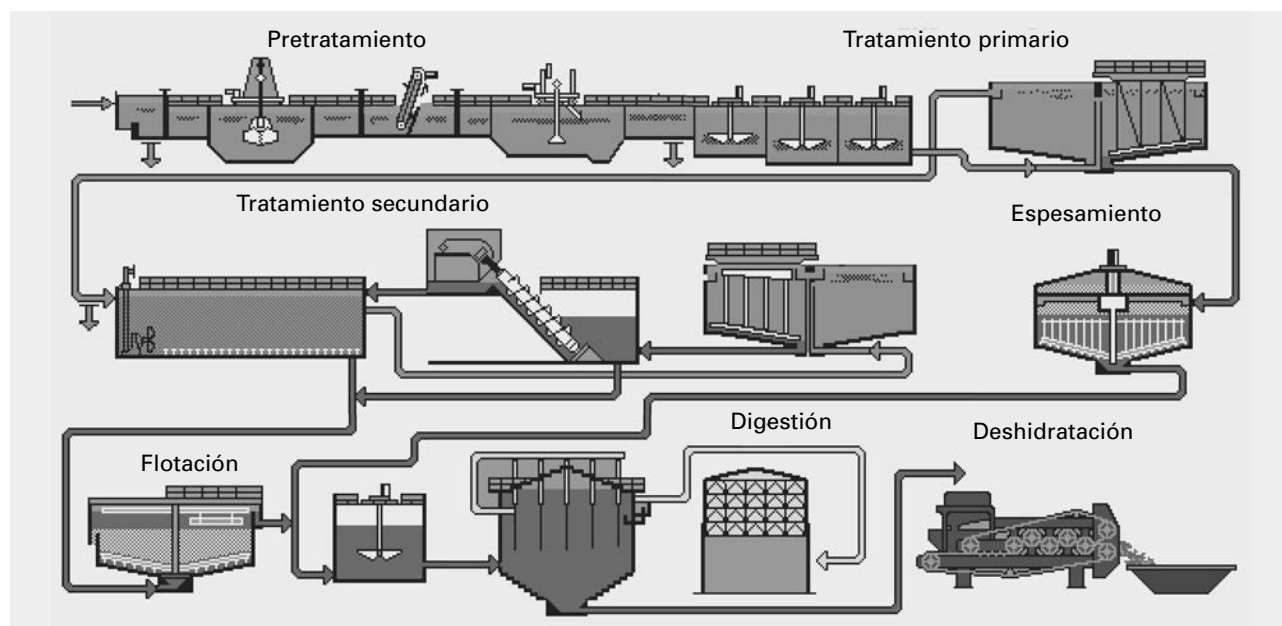 Pretratamiento
Tratamiento primario
Tratamiento secundario
Espesamiento
Flotación
Digestión
Deshidratación